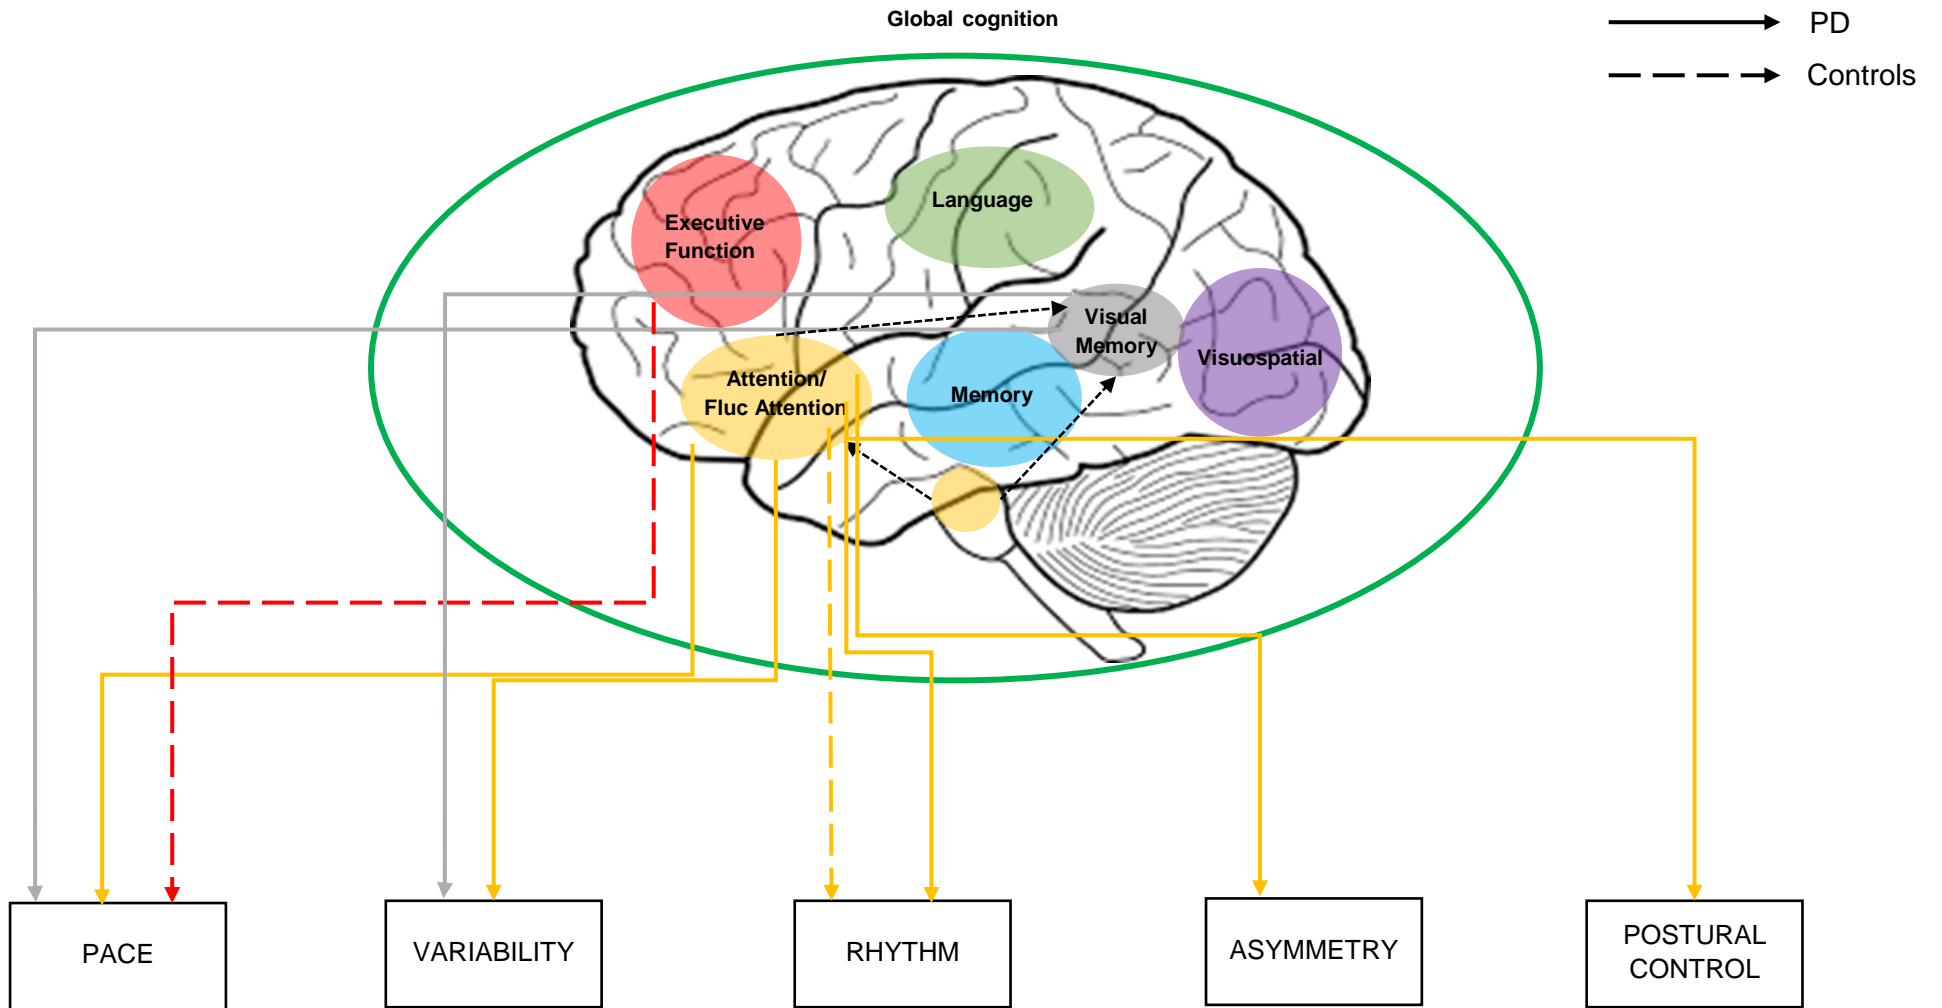 Global cognition
PD
Controls
Executive
Function
Language
Visual
Memory
Visuospatial
Attention/
Fluc Attention
Memory
PACE
VARIABILITY
RHYTHM
ASYMMETRY
POSTURAL
CONTROL